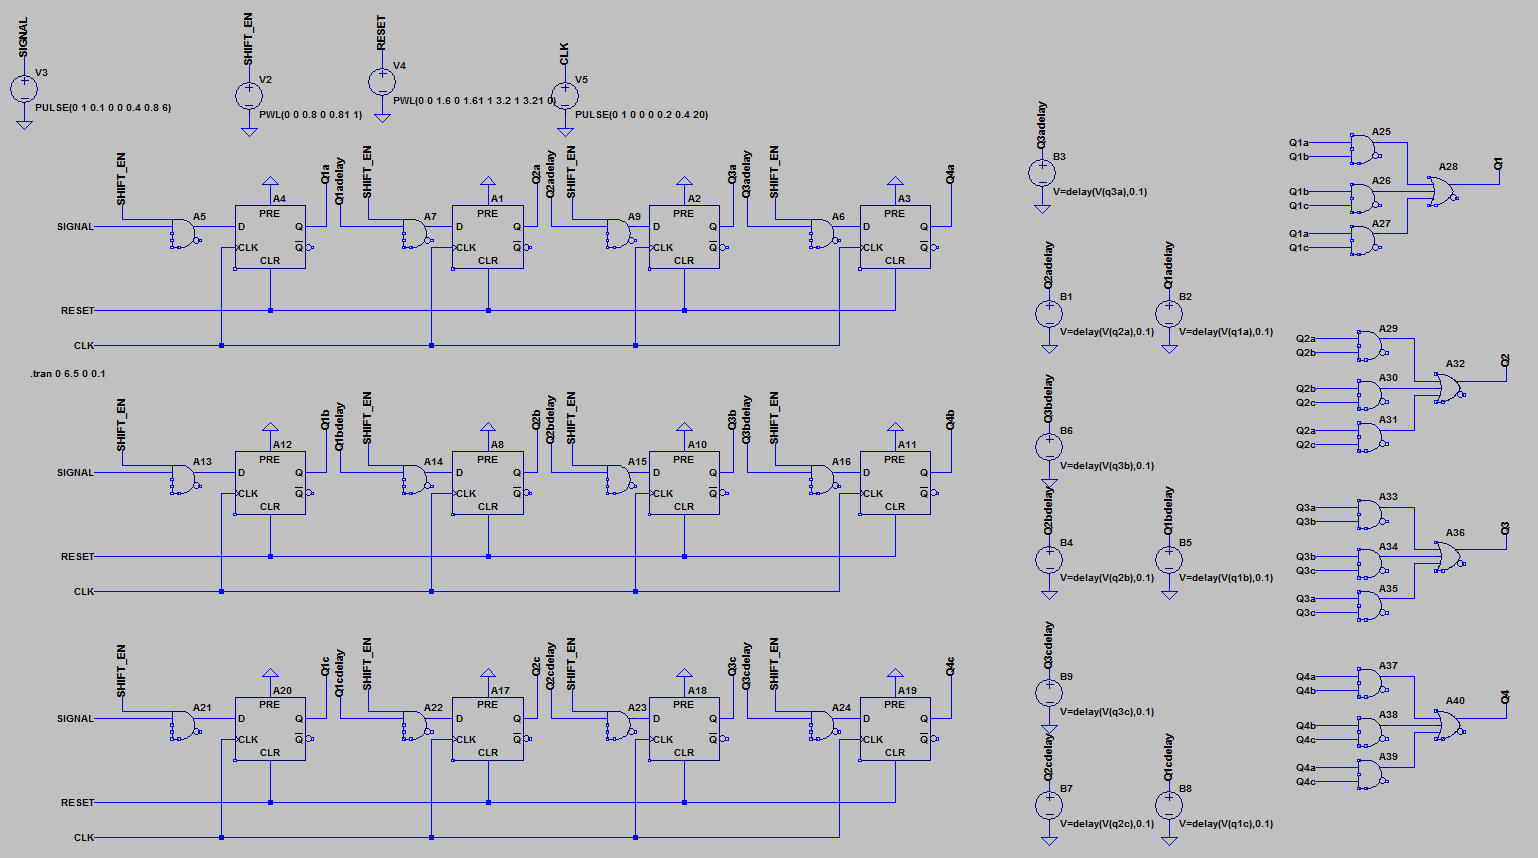 SIGNAL
V3
PULSE(0 1 0.1 0 0 0.4 0.8 6)
SHIFT_EN
V2
PWL(0 0 0.8 0 0.81 1)
RESET
V4
PWL(0 0 1.6 0 1.61 1 3.2 1 3.21 0)
CLK
V5
PULSE(0 1 0 0 0 0.2 0.4 20)
SHIFT_EN
Q1a
Q1adelay
SHIFT_EN
Q2a
Q2adelay
SHIFT_EN
Q3a
Q3adelay
SHIFT_EN
Q4a
SIGNAL
A5
A4
PRE
D
Q
CLK
Q
CLR
A7
A1
PRE
D
Q
CLK
Q
CLR
A9
A2
PRE
D
Q
CLK
Q
CLR
A6
A3
PRE
D
Q
CLK
Q
CLR
RESET
CLK
.tran 0 6.5 0 0.1
SHIFT_EN
Q1b
Q1bdelay
SHIFT_EN
Q2b
Q2bdelay
SHIFT_EN
Q3b
Q3bdelay
SHIFT_EN
Q4b
SIGNAL
A13
A12
PRE
D
Q
CLK
Q
CLR
A14
A8
PRE
D
Q
CLK
Q
CLR
A15
A10
PRE
D
Q
CLK
Q
CLR
A16
A11
PRE
D
Q
CLK
Q
CLR
RESET
CLK
SHIFT_EN
Q1c
Q1cdelay
SHIFT_EN
Q2c
Q2cdelay
SHIFT_EN
Q3c
Q3cdelay
SHIFT_EN
Q4c
SIGNAL
A21
A20
PRE
D
Q
CLK
Q
CLR
A22
A17
PRE
D
Q
CLK
Q
CLR
A23
A18
PRE
D
Q
CLK
Q
CLR
A24
A19
PRE
D
Q
CLK
Q
CLR
RESET
CLK
Q3adelay
B3
V=delay(V(q3a),0.1)
Q2adelay
B1
V=delay(V(q2a),0.1)
Q1adelay
B2
V=delay(V(q1a),0.1)
Q3bdelay
B6
V=delay(V(q3b),0.1)
Q2bdelay
B4
V=delay(V(q2b),0.1)
Q1bdelay
B5
V=delay(V(q1b),0.1)
Q3cdelay
B9
V=delay(V(q3c),0.1)
Q2cdelay
B7
V=delay(V(q2c),0.1)
Q1cdelay
B8
V=delay(V(q1c),0.1)
A25
Q1a
Q1b
A26
Q1b
Q1c
A27
Q1a
Q1c
A28
Q1
A29
Q2a
Q2b
A30
Q2b
Q2c
A31
Q2a
Q2c
A32
Q2
A33
Q3a
Q3b
A34
Q3b
Q3c
A35
Q3a
Q3c
A36
Q3
A37
Q4a
Q4b
A38
Q4b
Q4c
A39
Q4a
Q4c
A40
Q4